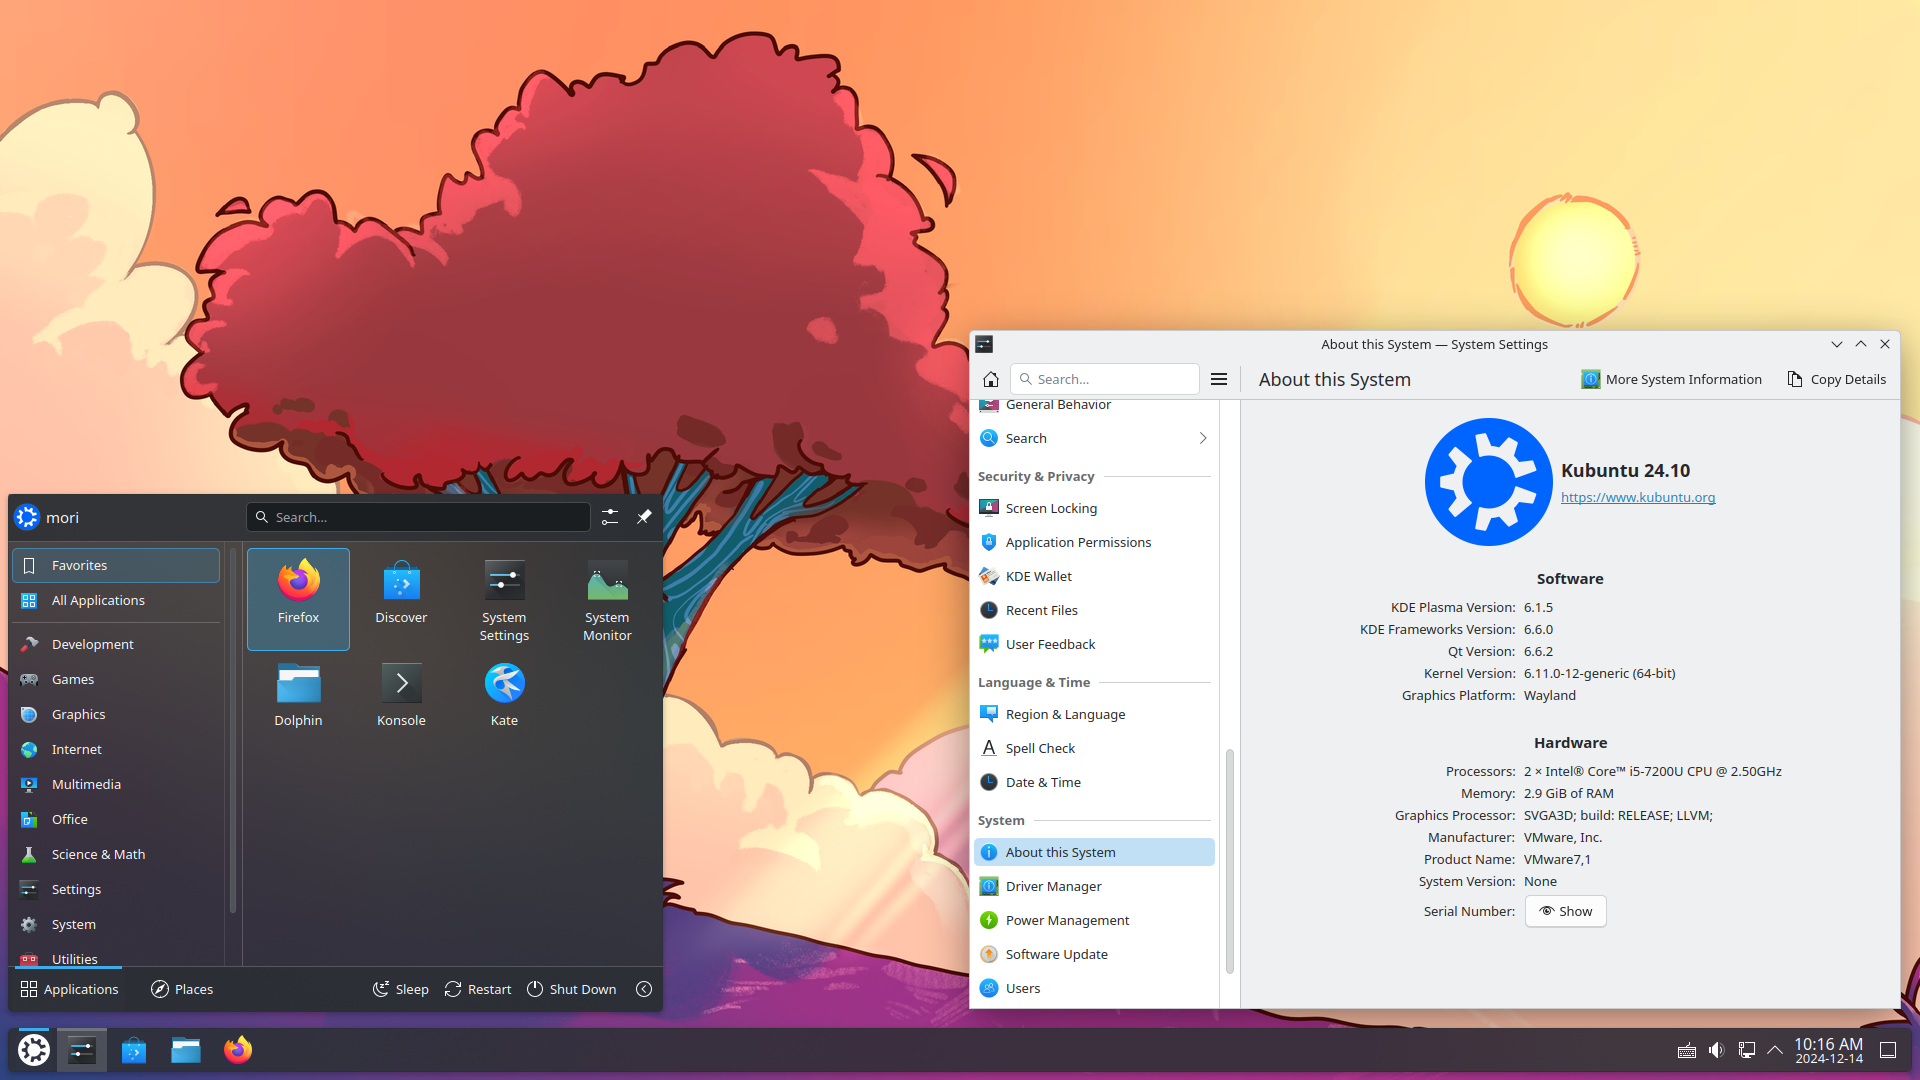 mori
Search...
Favorites
All Applications
Development
Games
Graphics
Internet
Multimedia
Office
Science & Math
Settings
System
Utilities
Firefox
Discover
System
Settings
System
Monitor
Dolphin
Konsole
Kate
Applications
Places
Sleep
Restart
Shut Down
About this System — System Settings
Search...
About this System
More System Information
Copy Details
General Behavior
Search
Security & Privacy
Screen Locking
Application Permissions
KDE Wallet
Recent Files
User Feedback
Language & Time
Region & Language
Spell Check
Date & Time
System
About this System
Driver Manager
Power Management
Software Update
Users
Kubuntu 24.10
https://www.kubuntu.org
Software
KDE Plasma Version: 6.1.5
KDE Frameworks Version: 6.6.0
Qt Version: 6.6.2
Kernel Version: 6.11.0-12-generic (64-bit)
Graphics Platform: Wayland
Hardware
Processors: 2 × Intel® Core™ i5-7200U CPU @ 2.50GHz
Memory: 2.9 GiB of RAM
Graphics Processor: SVGA3D; build: RELEASE; LLVM;
Manufacturer: VMware, Inc.
Product Name: VMware7,1
System Version: None
Serial Number: Show
10:16 AM
2024-12-14